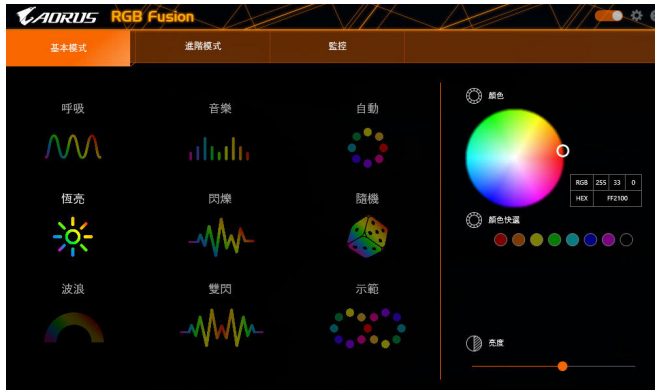 AORUS RGB Fusion
基本模式 進階模式 監控
呼吸 音樂 自動
恆亮 閃爍 隨機
波浪 雙閃 示範
顏色
RGB 255 33 0
HEX FF2100
顏色快選
亮度